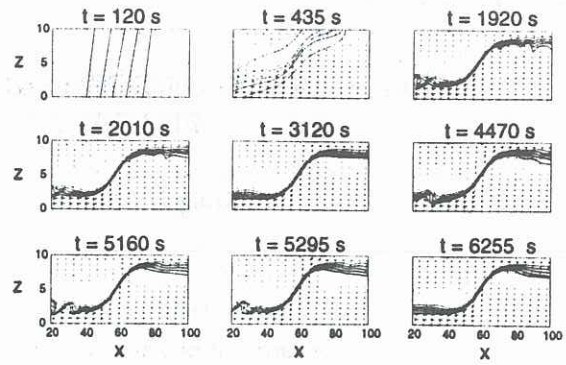 t = 120 s
t = 435 s
t = 1920 s
10
Z
5
0
t = 2010 s
t = 3120 s
t = 4470 s
10
Z
5
0
t = 5160 s
t = 5295 s
t = 6255 s
10
Z
5
0
20 40 60 80 100
20 40 60 80 100
20 40 60 80 100
X
X
X